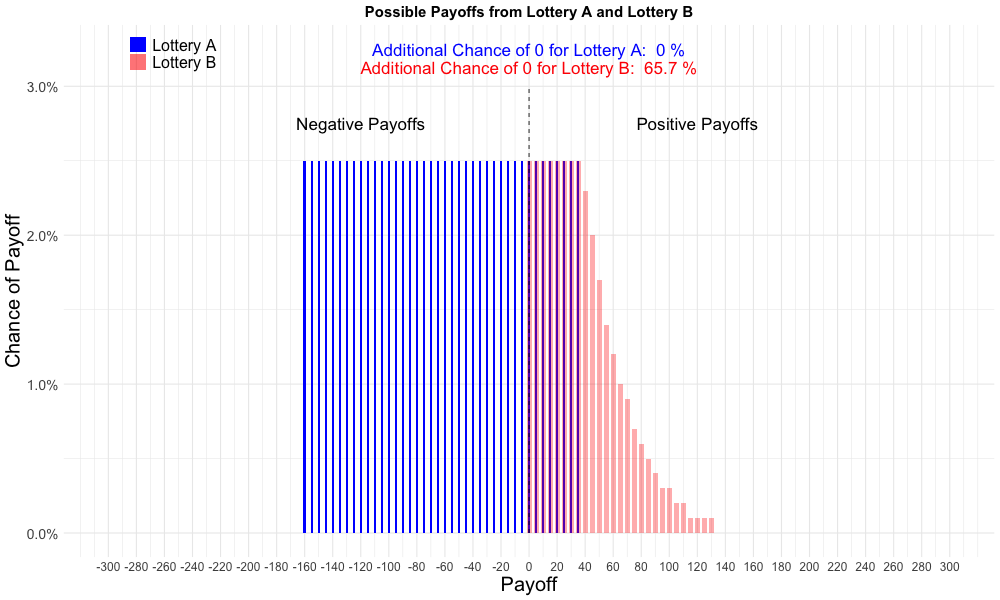 Possible Payoffs from Lottery A and Lottery B
Lottery A
Lottery B
Additional Chance of 0 for Lottery A:  0 %
Additional Chance of 0 for Lottery B:  65.7 %
Negative Payoffs
Positive Payoffs
Chance of Payoff
3.0%
2.0%
1.0%
0.0%
-300 -280 -260 -240 -220 -200 -180 -160 -140 -120 -100 -80 -60 -40 -20 0 20 40 60 80 100 120 140 160 180 200 220 240 260 280 300
Payoff